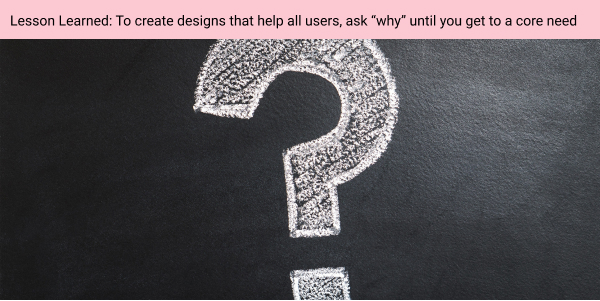 Lesson Learned: To create designs that help all users, ask “why” until you get to a core need
?